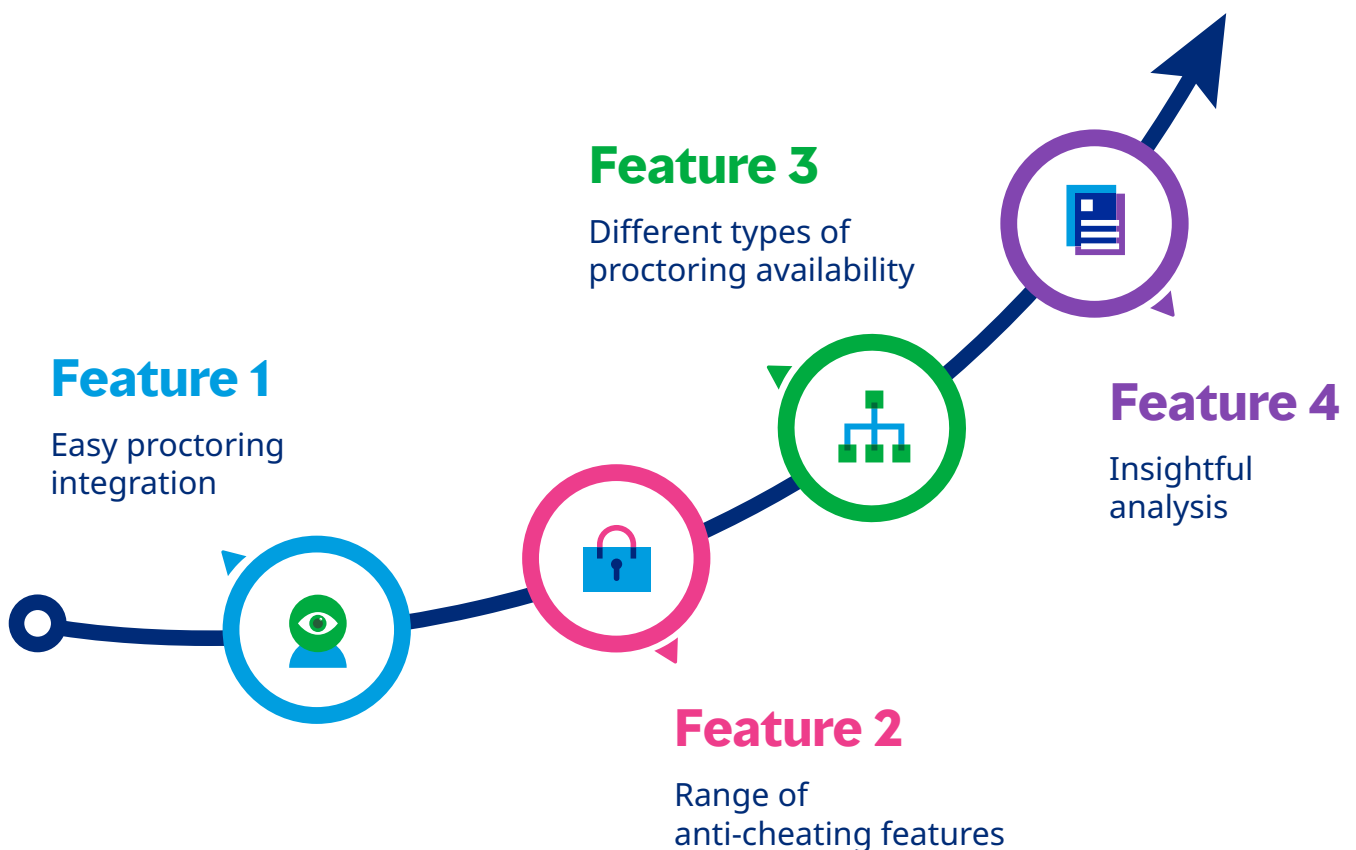 Feature 1
Easy proctoring
integration
Feature 2
Range of
anti-cheating features
Feature 3
Different types of
proctoring availability
Feature 4
Insightful
analysis